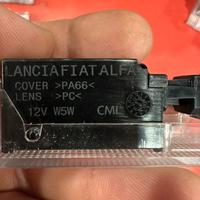 LANCIAFIATALFA
COVER >PA66<
LENS >PC<
12V W5W CML